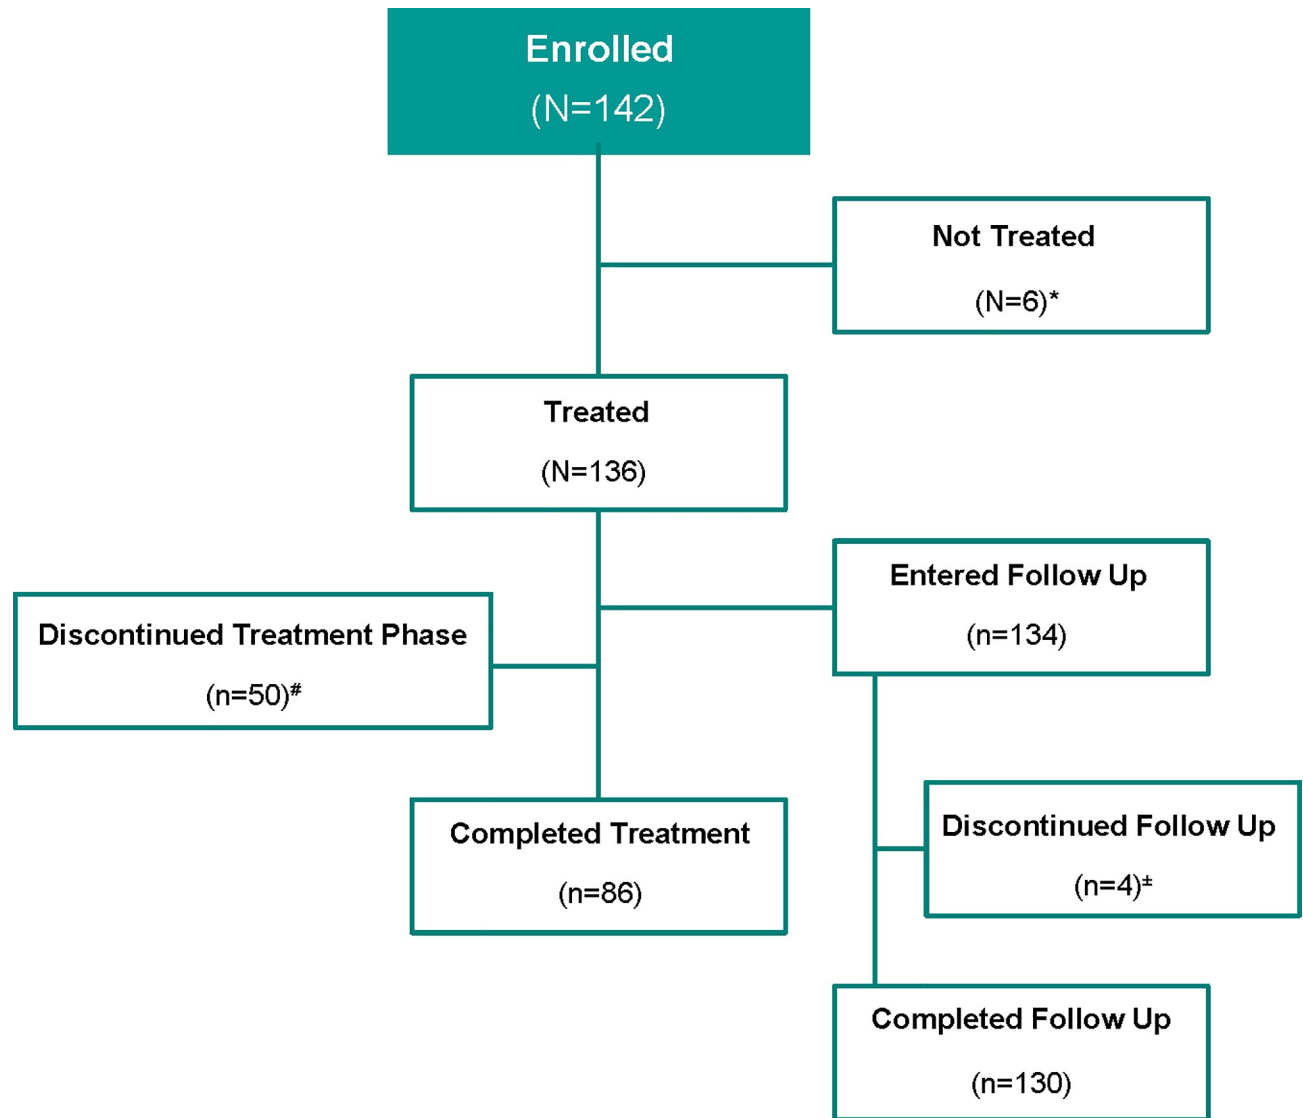 Enrolled
(N=142)
Not Treated
(N=6)*
Treated
(N=136)
Entered Follow Up
(n=134)
Discontinued Treatment Phase
(n=50)#
Completed Treatment
(n=86)
Discontinued Follow Up
(n=4)±
Completed Follow Up
(n=130)